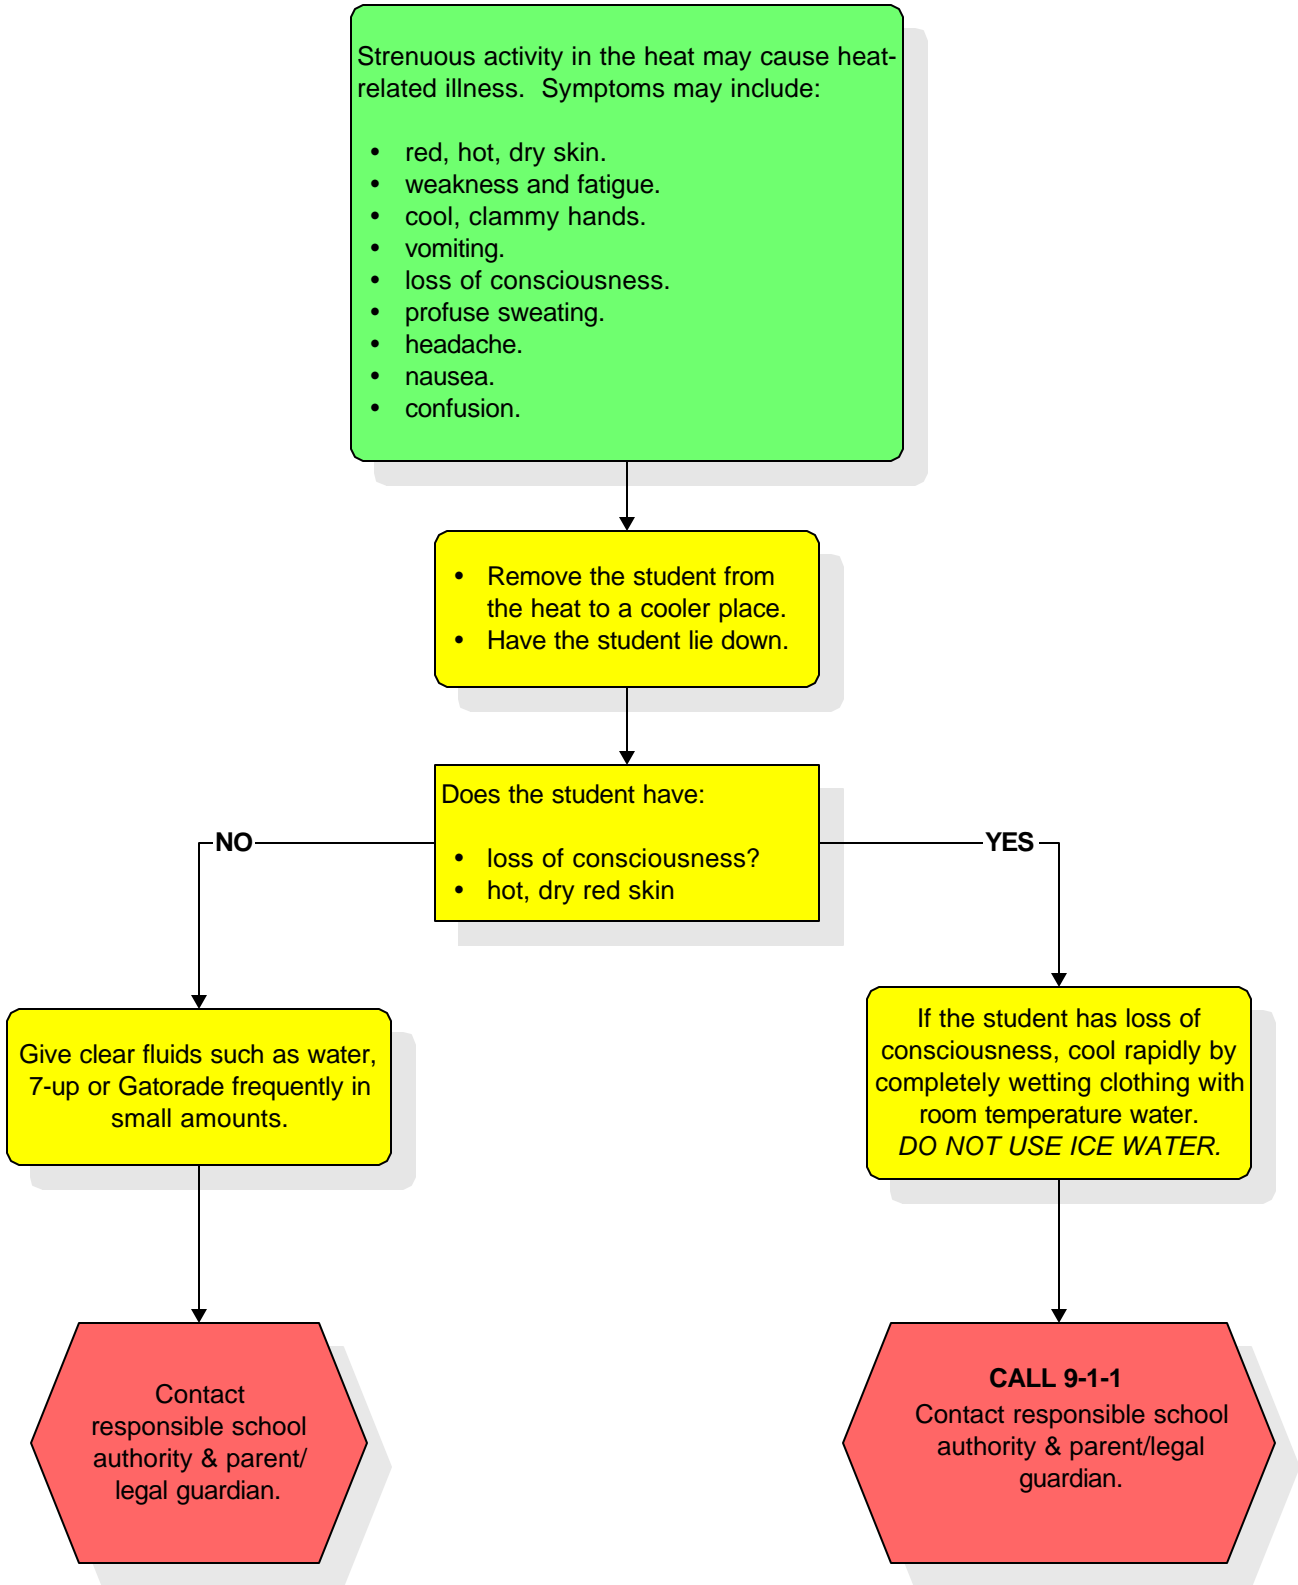 Strenuous activity in the heat may cause heat-
related illness.  Symptoms may include:
• red, hot, dry skin.
• weakness and fatigue.
• cool, clammy hands.
• vomiting.
• loss of consciousness.
• profuse sweating.
• headache.
• nausea.
• confusion.
• Remove the student from
the heat to a cooler place.
• Have the student lie down.
Does the student have:
• loss of consciousness?
• hot, dry red skin
NO
YES
Give clear fluids such as water,
7-up or Gatorade frequently in
small amounts.
If the student has loss of
consciousness, cool rapidly by
completely wetting clothing with
room temperature water.
DO NOT USE ICE WATER.
Contact
responsible school
authority & parent/
legal guardian.
CALL 9-1-1
Contact responsible school
authority & parent/legal
guardian.